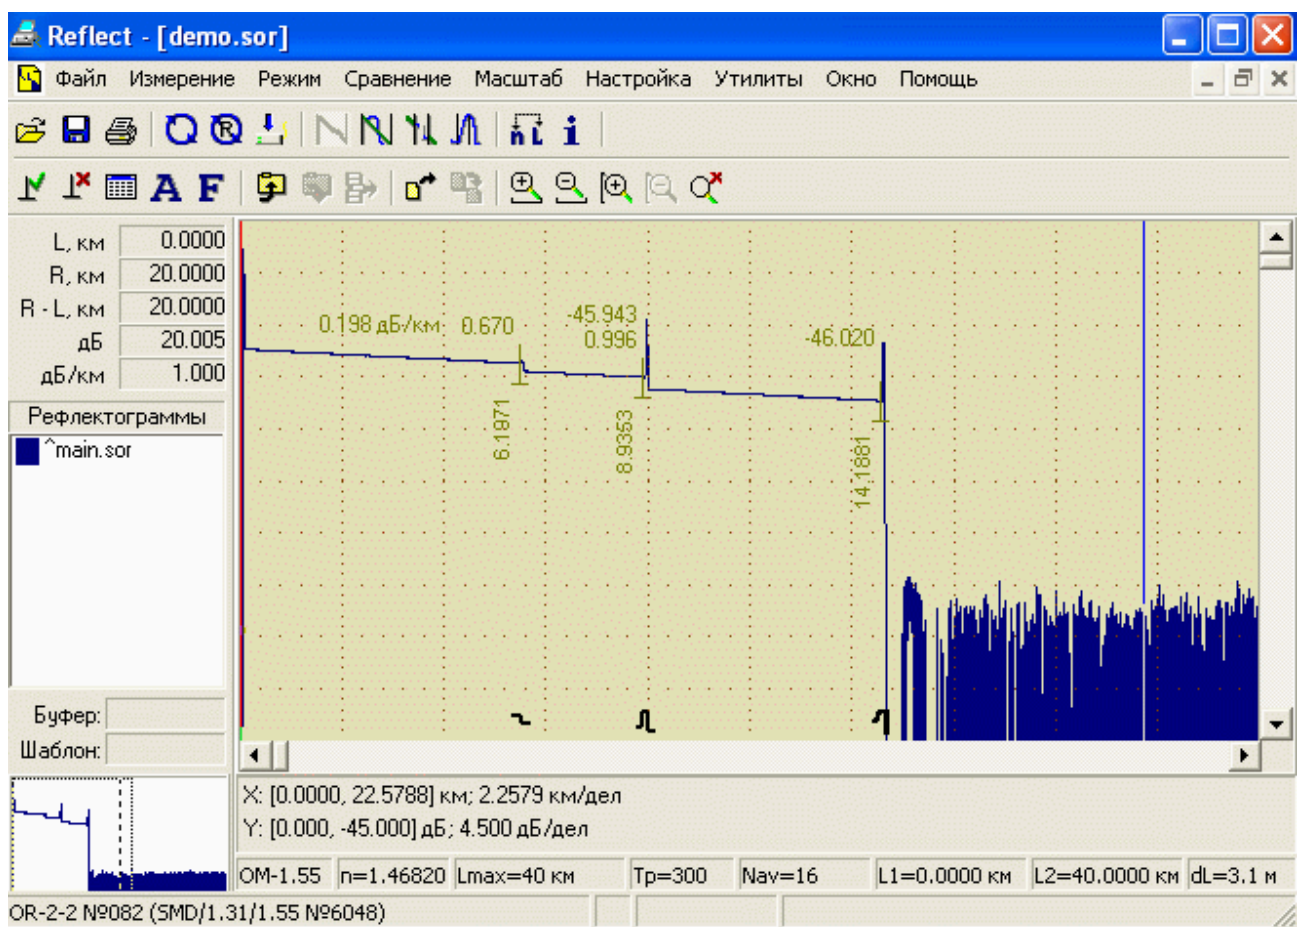 Reflect - [demo.sor]
Файл Измерение Режим Сравнение Масштаб Настройка Утилиты Окно Помощь
A F
L, км 0.0000
R, км 20.0000
R - L, км 20.0000
дБ 20.005
дБ/км 1.000
Рефлектограммы
^main.sor
Буфер:
Шаблон:
0.198 дБ/км 0.670
-45.943
0.996
-46.020
6.1971
8.9353
14.1881
X: [0.0000, 22.5788] км; 2.2579 км/дел
Y: [0.000, -45.000] дБ; 4.500 дБ/дел
OM-1.55 n=1.46820 Lmax=40 км Tp=300 Nav=16 L1=0.0000 км L2=40.0000 км dL=3.1 м
OR-2-2 №082 (SMD/1.31/1.55 №6048)